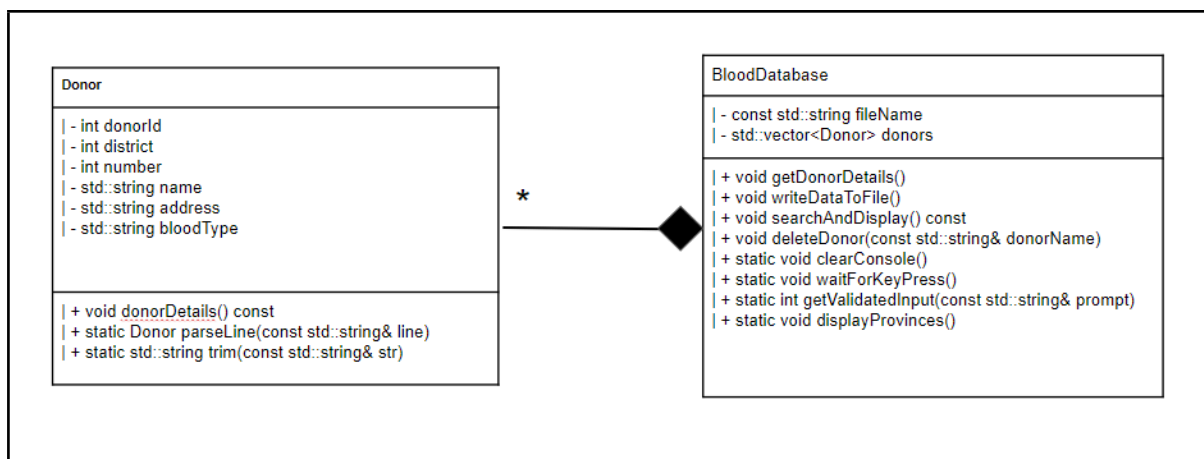 Donor
| - int donorId
| - int district
| - int number
| - std::string name
| - std::string address
| - std::string bloodType
| + void donorDetails() const
| + static Donor parseLine(const std::string& line)
| + static std::string trim(const std::string& str)
*
BloodDatabase
| - const std::string fileName
| - std::vector<Donor> donors
| + void getDonorDetails()
| + void writeDataToFile()
| + void searchAndDisplay() const
| + void deleteDonor(const std::string& donorName)
| + static void clearConsole()
| + static void waitForKeyPress()
| + static int getValidatedInput(const std::string& prompt)
| + static void displayProvinces()